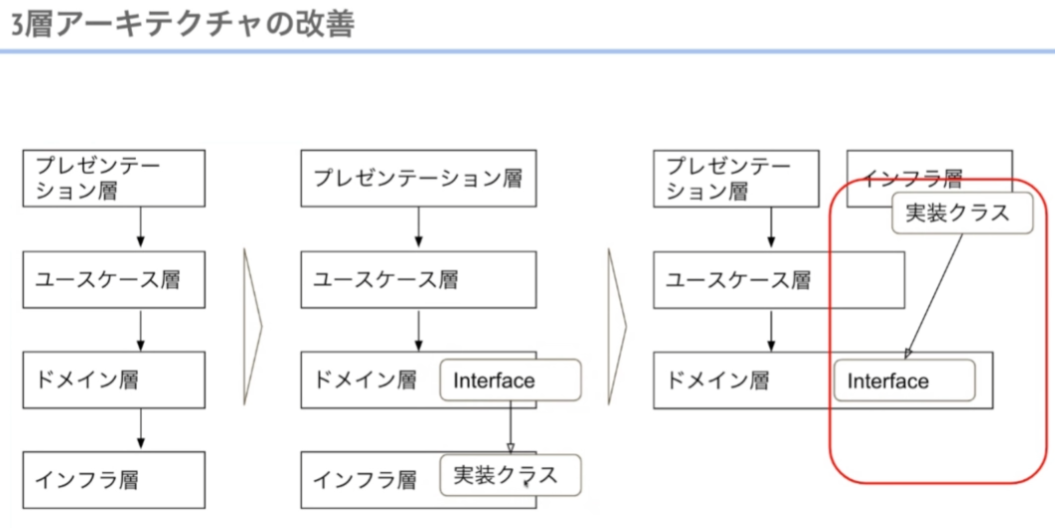 3層アーキテクチャの改善
プレゼンテー
ション層
ユースケース層
ドメイン層
インフラ層
プレゼンテーション層
ユースケース層
ドメイン層
Interface
インフラ層
実装クラス
プレゼンテー
ション層
インフラ層
実装クラス
ユースケース層
ドメイン層
Interface